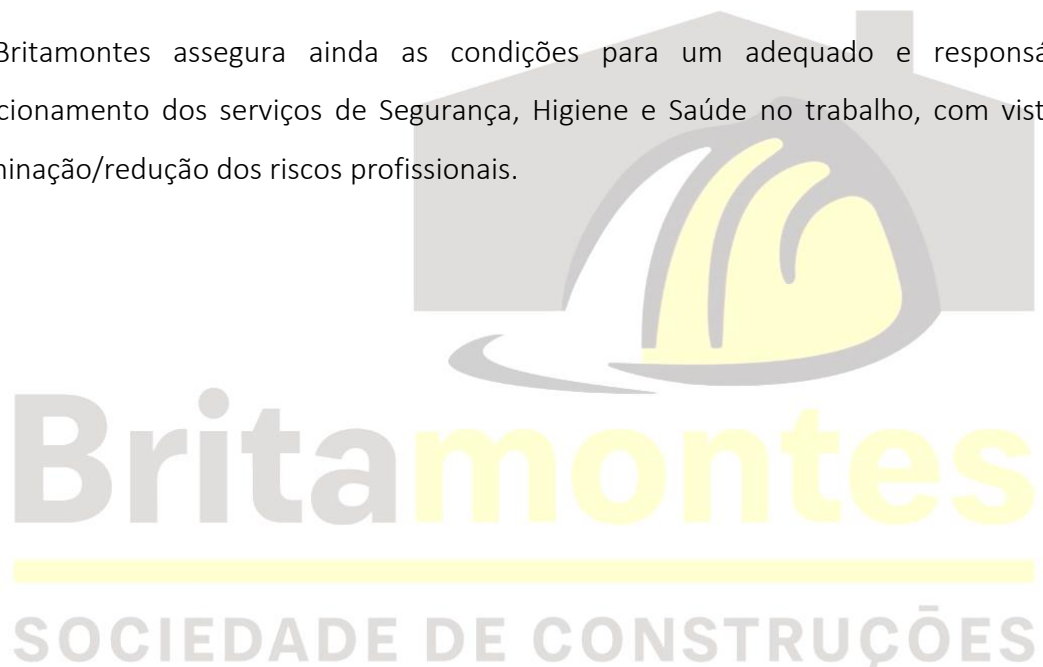 Britamontes assegura ainda as condições para um adequado e responsá
cionamento dos serviços de Segurança, Higiene e Saúde no trabalho, com vist
inação/redução dos riscos profissionais.
Britamontes
SOCIEDADE DE CONSTRUÇÕES